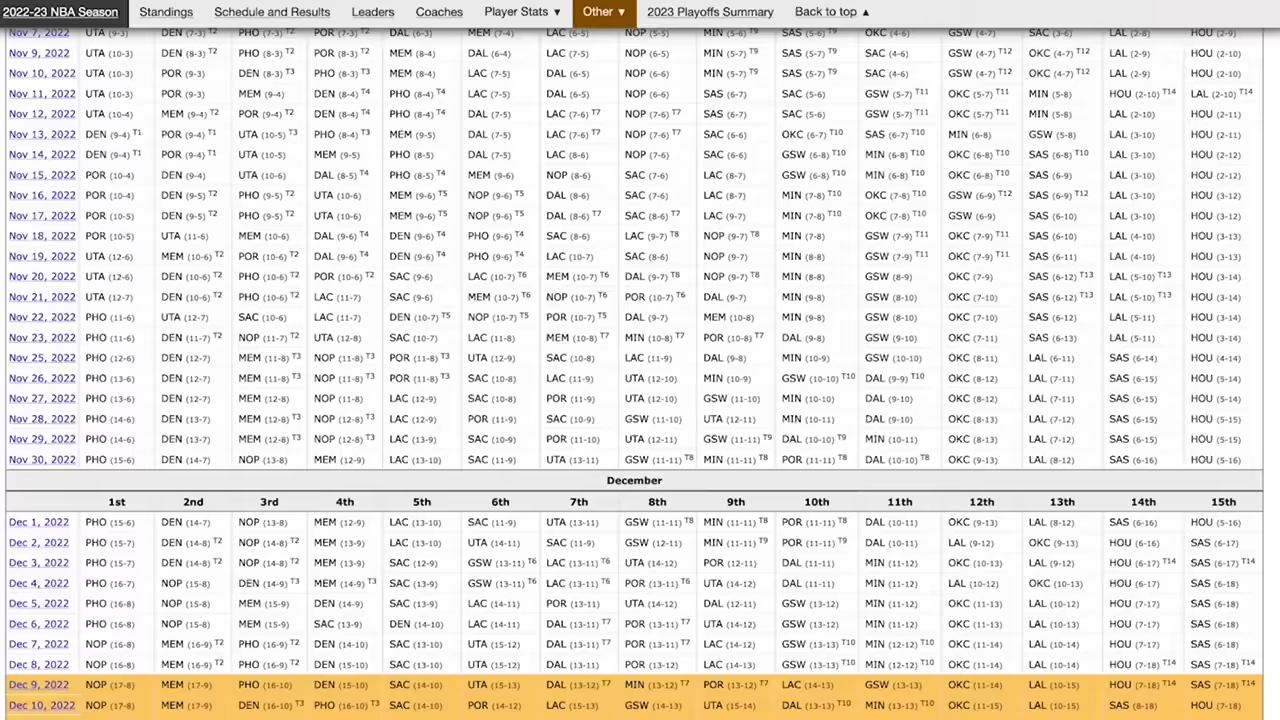 2022-23 NBA Season Standings Schedule and Results Leaders Coaches Player Stats ▼ Other ▼ 2023 Playoffs Summary Back to top ▲
Nov 7, 2022 UTA (9-3) DEN (7-3) T2 PHO (7-3) T2 POR (7-3) T2 DAL (6-3) MEM (7-4) LAC (6-5) NOP (5-5) MIN (5-6) T9 SAS (5-6) T9 OKC (4-6) GSW (4-7) SAC (3-6) LAL (2-8) HOU (2-9)
Nov 9, 2022 UTA (10-3) DEN (8-3) T2 PHO (8-3) T2 POR (8-3) T2 MEM (8-4) DAL (6-4) LAC (7-5) NOP (6-5) MIN (5-7) T9 SAS (5-7) T9 SAC (4-6) GSW (4-7) T12 OKC (4-7) T12 LAL (2-9) HOU (2-10)
Nov 10, 2022 UTA (10-3) POR (9-3) DEN (8-3) T3 PHO (8-3) T3 MEM (8-4) LAC (7-5) DAL (6-5) NOP (6-6) MIN (5-7) T9 SAS (5-7) T9 SAC (4-6) GSW (4-7) T12 OKC (4-7) T12 LAL (2-9) HOU (2-10)
Nov 11, 2022 UTA (10-3) POR (9-3) MEM (9-4) DEN (8-4) T4 PHO (8-4) T4 LAC (7-5) DAL (6-5) NOP (6-6) SAS (6-7) SAC (5-6) GSW (5-7) T11 OKC (5-7) T11 MIN (5-8) HOU (2-10) T14 LAL (2-10) T14
Nov 12, 2022 UTA (10-4) MEM (9-4) T2 POR (9-4) T2 DEN (8-4) T4 PHO (8-4) T4 DAL (7-5) LAC (7-6) T7 NOP (7-6) T7 SAS (6-7) SAC (5-6) GSW (5-7) T11 OKC (5-7) T11 MIN (5-8) LAL (2-10) HOU (2-11)
Nov 13, 2022 DEN (9-4) T1 POR (9-4) T1 UTA (10-5) T3 PHO (8-4) T3 MEM (9-5) DAL (7-5) LAC (7-6) T7 NOP (7-6) T7 SAC (6-6) OKC (6-7) T10 SAS (6-7) T10 MIN (6-8) GSW (5-8) LAL (3-10) HOU (2-11)
Nov 14, 2022 DEN (9-4) T1 POR (9-4) T1 UTA (10-5) MEM (9-5) PHO (8-5) DAL (7-5) LAC (8-6) NOP (7-6) SAC (6-6) GSW (6-8) T10 MIN (6-8) T10 OKC (6-8) T10 SAS (6-8) T10 LAL (3-10) HOU (2-12)
Nov 15, 2022 POR (10-4) DEN (9-4) UTA (10-6) DAL (8-5) T4 PHO (8-5) T4 MEM (9-6) NOP (8-6) SAC (7-6) LAC (8-7) GSW (6-8) T10 MIN (6-8) T10 OKC (6-8) T10 SAS (6-9) LAL (3-10) HOU (3-12)
Nov 16, 2022 POR (10-4) DEN (9-5) T2 PHO (9-5) T2 UTA (10-6) MEM (9-6) T5 NOP (9-6) T5 DAL (8-6) SAC (7-6) LAC (8-7) MIN (7-8) T10 OKC (7-8) T10 GSW (6-9) T12 SAS (6-9) T12 LAL (3-10) HOU (3-12)
Nov 17, 2022 POR (10-5) DEN (9-5) T2 PHO (9-5) T2 UTA (10-6) MEM (9-6) T5 NOP (9-6) T5 DAL (8-6) T7 SAC (8-6) T7 LAC (9-7) MIN (7-8) T10 OKC (7-8) T10 GSW (6-9) SAS (6-10) LAL (3-10) HOU (3-12)
Nov 18, 2022 POR (10-5) UTA (11-6) MEM (10-6) DAL (9-6) T4 DEN (9-6) T4 PHO (9-6) T4 SAC (8-6) LAC (9-7) T8 NOP (9-7) T8 MIN (7-8) GSW (7-9) T11 OKC (7-9) T11 SAS (6-10) LAL (4-10) HOU (3-13)
Nov 19, 2022 UTA (12-6) MEM (10-6) T2 POR (10-6) T2 DAL (9-6) T4 DEN (9-6) T4 PHO (9-6) T4 LAC (10-7) SAC (8-6) NOP (9-7) MIN (8-8) GSW (7-9) T11 OKC (7-9) T11 SAS (6-11) LAL (4-10) HOU (3-13)
Nov 20, 2022 UTA (12-6) DEN (10-6) T2 PHO (10-6) T2 POR (10-6) T2 SAC (9-6) LAC (10-7) T6 MEM (10-7) T6 DAL (9-7) T8 NOP (9-7) T8 MIN (8-8) GSW (8-9) OKC (7-9) SAS (6-12) T13 LAL (5-10) T13 HOU (3-14)
Nov 21, 2022 UTA (12-7) DEN (10-6) T2 PHO (10-6) T2 LAC (11-7) SAC (9-6) MEM (10-7) T6 NOP (10-7) T6 POR (10-7) T6 DAL (9-7) MIN (9-8) GSW (8-10) OKC (7-10) SAS (6-12) T13 LAL (5-10) T13 HOU (3-14)
Nov 22, 2022 PHO (11-6) UTA (12-7) SAC (10-6) LAC (11-7) DEN (10-7) T5 NOP (10-7) T5 POR (10-7) T5 DAL (9-7) MEM (10-8) MIN (9-8) GSW (8-10) OKC (7-10) SAS (6-12) LAL (5-11) HOU (3-14)
Nov 23, 2022 PHO (11-6) DEN (11-7) T2 NOP (11-7) T2 UTA (12-8) SAC (10-7) LAC (11-8) MEM (10-8) T7 MIN (10-8) T7 POR (10-8) T7 DAL (9-8) GSW (9-10) OKC (7-11) SAS (6-13) LAL (5-11) HOU (3-14)
Nov 25, 2022 PHO (12-6) DEN (12-7) MEM (11-8) T3 NOP (11-8) T3 POR (11-8) T3 UTA (12-9) SAC (10-8) LAC (11-9) DAL (9-8) MIN (10-9) GSW (10-10) OKC (8-11) LAL (6-11) SAS (6-14) HOU (4-14)
Nov 26, 2022 PHO (13-6) DEN (12-7) MEM (11-8) T3 NOP (11-8) T3 POR (11-8) T3 SAC (10-8) LAC (11-9) UTA (12-10) MIN (10-9) GSW (10-10) T10 DAL (9-9) T10 OKC (8-12) LAL (7-11) SAS (6-15) HOU (5-14)
Nov 27, 2022 PHO (13-6) DEN (12-7) MEM (12-8) NOP (11-8) LAC (12-9) SAC (10-8) POR (11-9) UTA (12-10) GSW (11-10) MIN (10-10) DAL (9-10) OKC (8-12) LAL (7-11) SAS (6-15) HOU (5-14)
Nov 28, 2022 PHO (14-6) DEN (13-7) MEM (12-8) T3 NOP (12-8) T3 LAC (12-9) POR (11-9) SAC (10-9) GSW (11-10) UTA (12-11) MIN (10-11) DAL (9-10) OKC (8-12) LAL (7-12) SAS (6-15) HOU (5-15)
Nov 29, 2022 PHO (14-6) DEN (13-7) MEM (12-8) T3 NOP (12-8) T3 LAC (13-9) SAC (10-9) POR (11-10) UTA (12-11) GSW (11-11) T9 DAL (10-10) T9 MIN (10-11) OKC (8-13) LAL (7-12) SAS (6-15) HOU (5-15)
Nov 30, 2022 PHO (15-6) DEN (14-7) NOP (13-8) MEM (12-9) LAC (13-10) SAC (11-9) UTA (13-11) GSW (11-11) T8 MIN (11-11) T8 POR (11-11) T8 DAL (10-10) T8 OKC (9-13) LAL (8-12) SAS (6-16) HOU (5-16)
December
1st 2nd 3rd 4th 5th 6th 7th 8th 9th 10th 11th 12th 13th 14th 15th
Dec 1, 2022 PHO (15-6) DEN (14-7) NOP (13-8) MEM (12-9) LAC (13-10) SAC (11-9) UTA (13-11) GSW (11-11) T8 MIN (11-11) T8 POR (11-11) T8 DAL (10-11) OKC (9-13) LAL (8-12) SAS (6-16) HOU (5-16)
Dec 2, 2022 PHO (15-7) DEN (14-8) T2 NOP (14-8) T2 MEM (13-9) LAC (13-10) UTA (14-11) SAC (11-9) GSW (12-11) MIN (11-11) T9 POR (11-11) T9 DAL (10-11) LAL (9-12) OKC (9-13) HOU (6-16) SAS (6-17)
Dec 3, 2022 PHO (15-7) DEN (14-8) T2 NOP (14-8) T2 MEM (13-9) SAC (12-9) GSW (13-11) T6 LAC (13-11) T6 UTA (14-12) POR (12-11) DAL (11-11) MIN (11-12) OKC (10-12) LAL (9-12) HOU (6-17) T14 SAS (6-17) T14
Dec 4, 2022 PHO (16-7) NOP (15-8) DEN (14-9) T3 MEM (14-9) T3 SAC (13-9) GSW (13-11) T6 LAC (13-11) T6 POR (13-11) T6 UTA (14-12) DAL (11-11) MIN (11-12) LAL (10-12) OKC (10-13) HOU (6-17) SAS (6-18)
Dec 5, 2022 PHO (16-8) NOP (15-8) MEM (15-9) DEN (14-9) SAC (13-9) LAC (14-11) POR (13-11) UTA (14-12) DAL (12-11) GSW (13-12) MIN (11-12) OKC (11-13) LAL (10-12) HOU (7-17) SAS (6-18)
Dec 6, 2022 PHO (16-8) NOP (15-8) MEM (15-9) SAC (13-9) DEN (14-10) LAC (14-11) DAL (13-11) T7 POR (13-11) T7 UTA (14-13) GSW (13-12) MIN (11-12) OKC (11-13) LAL (10-14) HOU (7-17) SAS (6-18)
Dec 7, 2022 NOP (16-8) MEM (16-9) T2 PHO (16-9) T2 DEN (15-10) SAC (13-10) UTA (15-12) DAL (13-11) T7 POR (13-11) T7 LAC (14-12) GSW (13-13) T10 MIN (12-12) T10 OKC (11-14) LAL (10-14) HOU (7-17) SAS (7-18)
Dec 8, 2022 NOP (16-8) MEM (16-9) T2 PHO (16-9) T2 DEN (15-10) SAC (13-10) UTA (15-12) DAL (13-11) POR (13-12) LAC (14-13) GSW (13-13) T10 MIN (12-12) T10 OKC (11-14) LAL (10-14) HOU (7-18) T14 SAS (7-18) T14
Dec 9, 2022 NOP (17-8) MEM (17-9) PHO (16-10) DEN (15-10) SAC (14-10) UTA (15-13) DAL (13-12) T7 MIN (13-12) T7 POR (13-12) T7 LAC (14-13) GSW (13-13) OKC (11-14) LAL (10-15) HOU (7-18) T14 SAS (7-18) T14
Dec 10, 2022 NOP (17-8) MEM (17-9) DEN (16-10) T3 PHO (16-10) T3 SAC (14-10) POR (14-12) LAC (15-13) GSW (14-13) UTA (15-14) DAL (13-13) T10 MIN (13-13) T10 OKC (11-15) LAL (10-15) SAS (8-18) HOU (7-18)